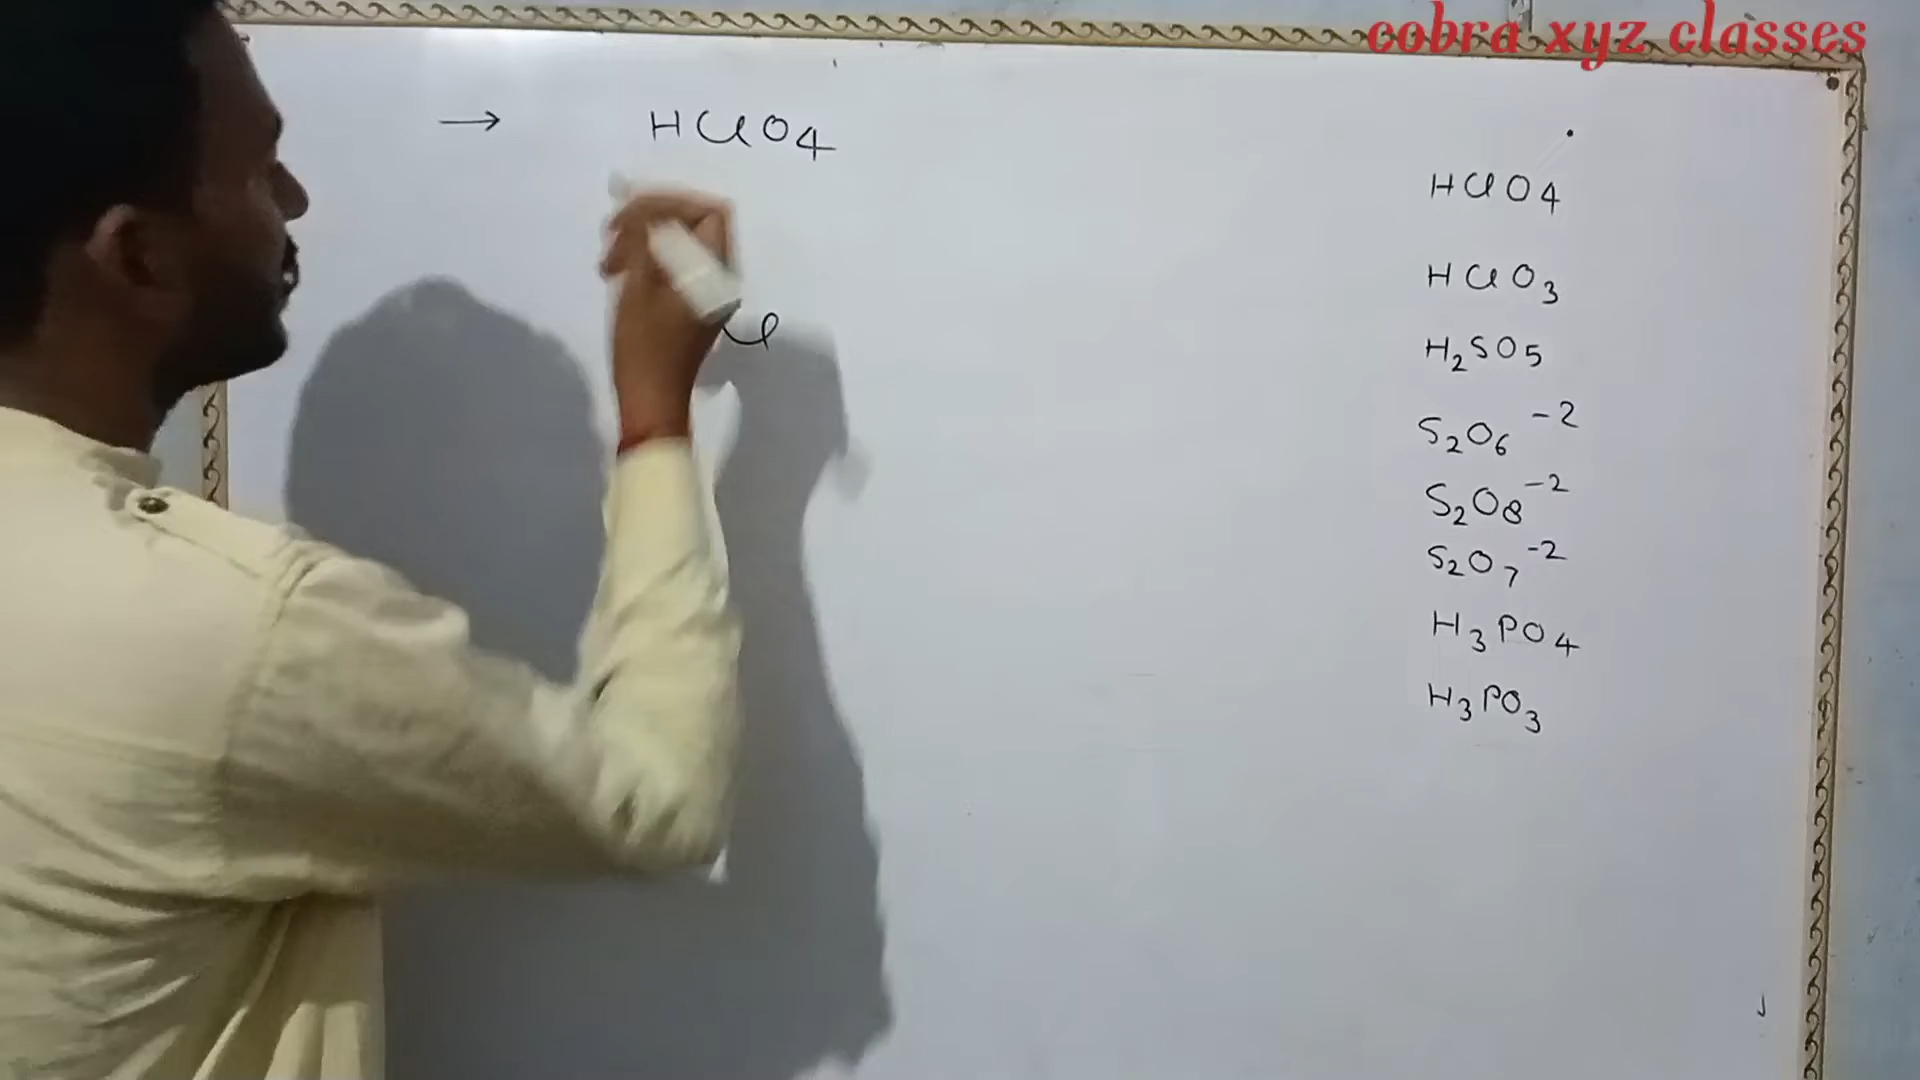 cobra xyz classes
→ HClO4
Cl
HClO4
HClO3
H2SO5
S2O6 -2
S2O8 -2
S2O7 -2
H3PO4
H3PO3